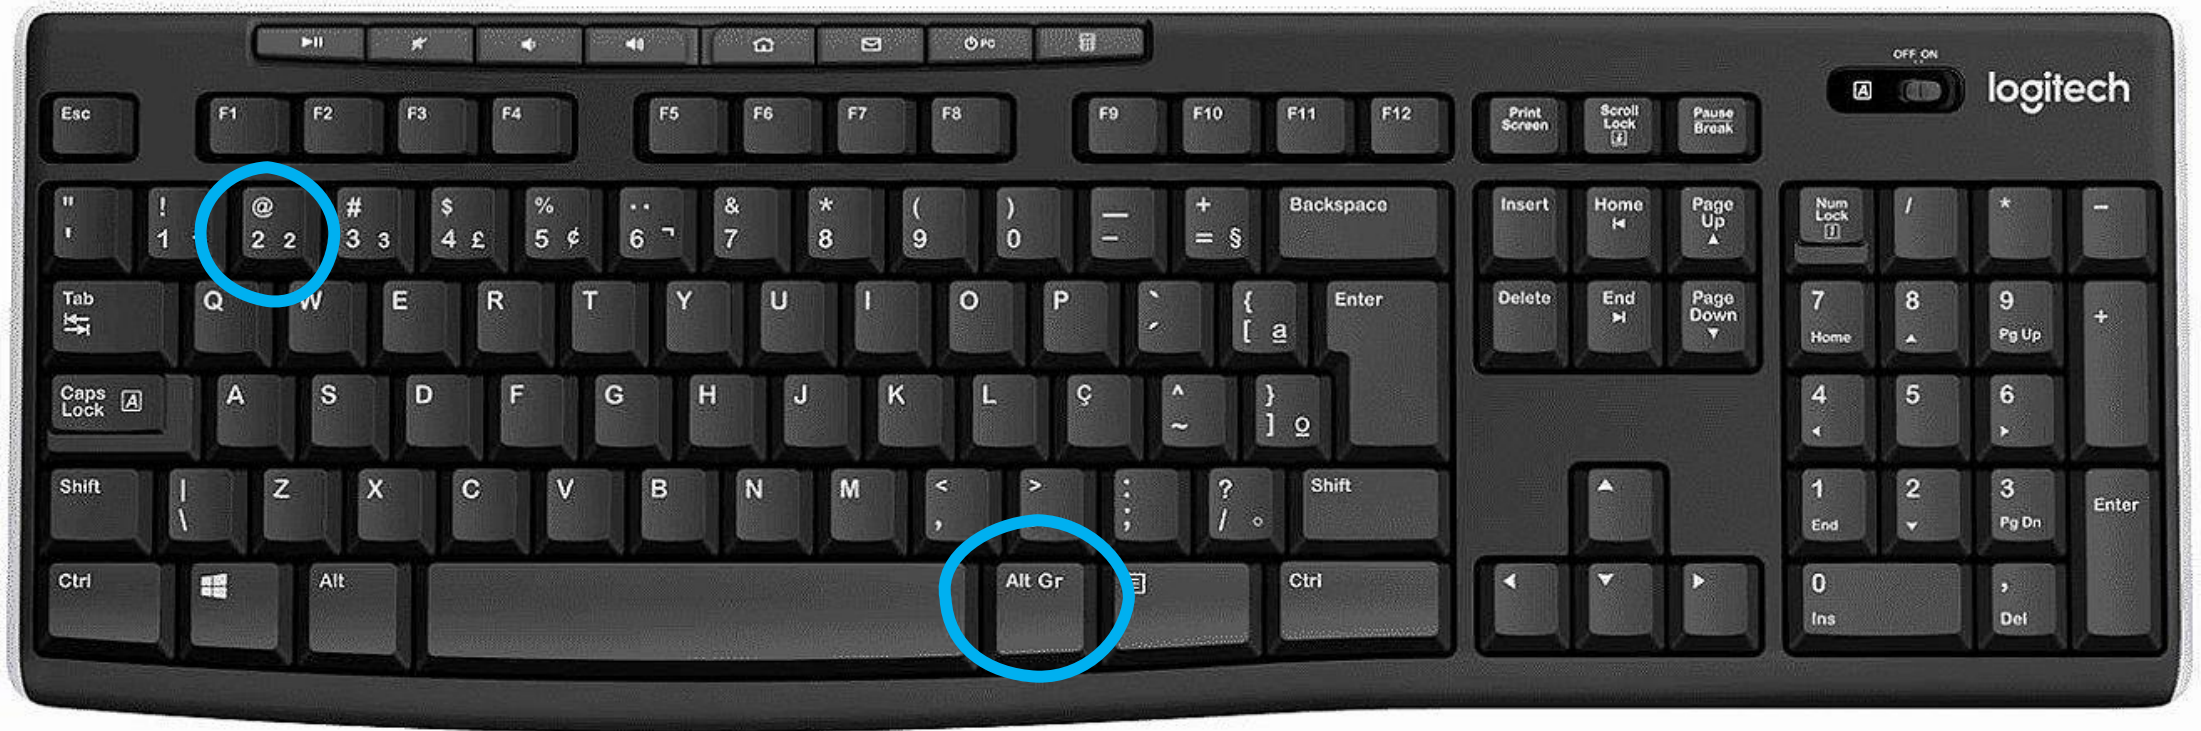 OFF ON
logitech
Esc F1 F2 F3 F4 F5 F6 F7 F8 F9 F10 F11 F12 Print Screen Scroll Lock Pause Break
PC
" ! @ # $ % ¨ & * ( ) _ + Backspace Insert Home Page Up Num Lock / * -
' 1 2 2 3 3 4 £ 5 ¢ 6 ¬ 7 8 9 0 - = §
Tab Q W E R T Y U I O P ` { Enter Delete End Page Down 7 8 9 +
´ [ ª Home Pg Up
Caps Lock A A S D F G H J K L Ç ^ } 4 5 6
~ ] º
Shift | Z X C V B N M < > : ? Shift 1 2 3 Enter
\ , ; / ° End Pg Dn
Ctrl Alt Alt Gr Ctrl 0 ,
Ins Del